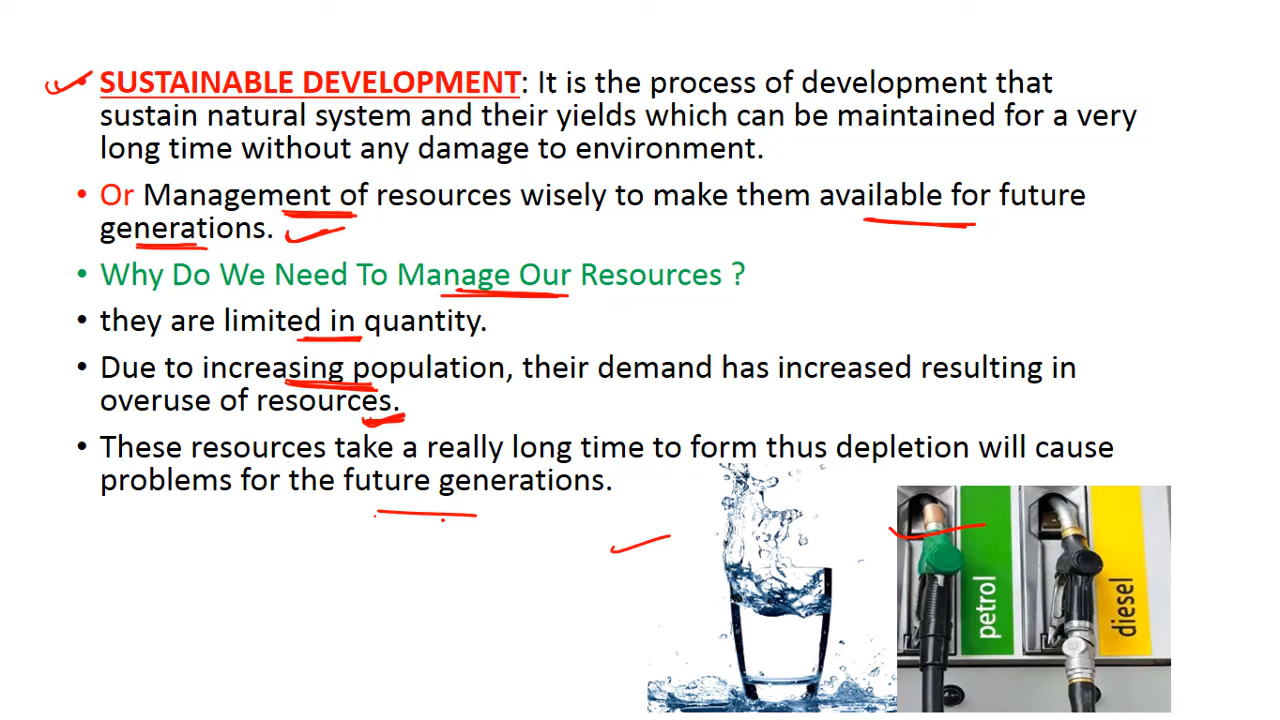 • SUSTAINABLE DEVELOPMENT: It is the process of development that
sustain natural system and their yields which can be maintained for a very
long time without any damage to environment.
• Or Management of resources wisely to make them available for future
generations.
• Why Do We Need To Manage Our Resources ?
• they are limited in quantity.
• Due to increasing population, their demand has increased resulting in
overuse of resources.
• These resources take a really long time to form thus depletion will cause
problems for the future generations.
petrol
diesel